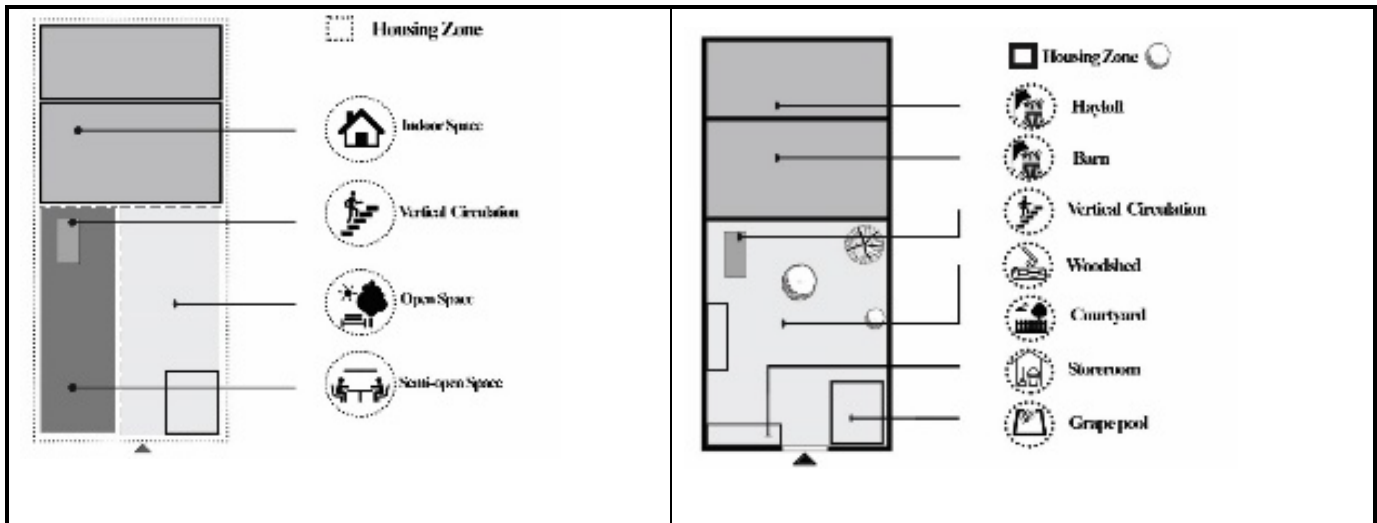 Housing Zone
Indoor Space
Vertical Circulation
Open Space
Semi-open Space
Housing Zone
Hayloft
Barn
Vertical Circulation
Woodshed
Courtyard
Storeroom
Grape pool